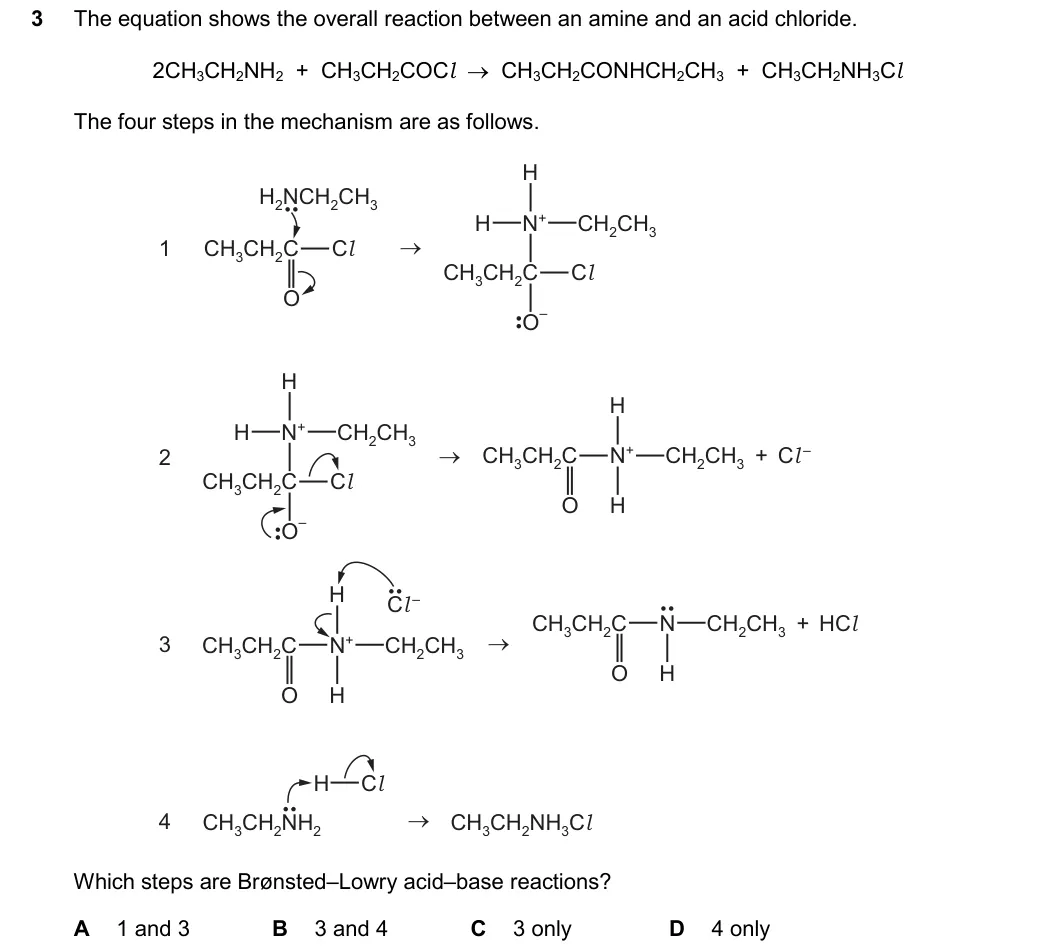 3 The equation shows the overall reaction between an amine and an acid chloride.
2CH₃CH₂NH₂ + CH₃CH₂COCl → CH₃CH₂CONHCH₂CH₃ + CH₃CH₂NH₃Cl
The four steps in the mechanism are as follows.
H
H₂NCH₂CH₃
H—N⁺—CH₂CH₃
1 CH₃CH₂C—Cl →
CH₃CH₂C—Cl
O
:O⁻
H
H
H—N⁺—CH₂CH₃
2 → CH₃CH₂C—N⁺—CH₂CH₃ + Cl⁻
CH₃CH₂C—Cl
O H
:O⁻
H Cl⁻
CH₃CH₂C—N—CH₂CH₃ + HCl
3 CH₃CH₂C—N⁺—CH₂CH₃ →
O H
O H
H—Cl
4 CH₃CH₂NH₂ → CH₃CH₂NH₃Cl
Which steps are Brønsted–Lowry acid–base reactions?
A 1 and 3 B 3 and 4 C 3 only D 4 only